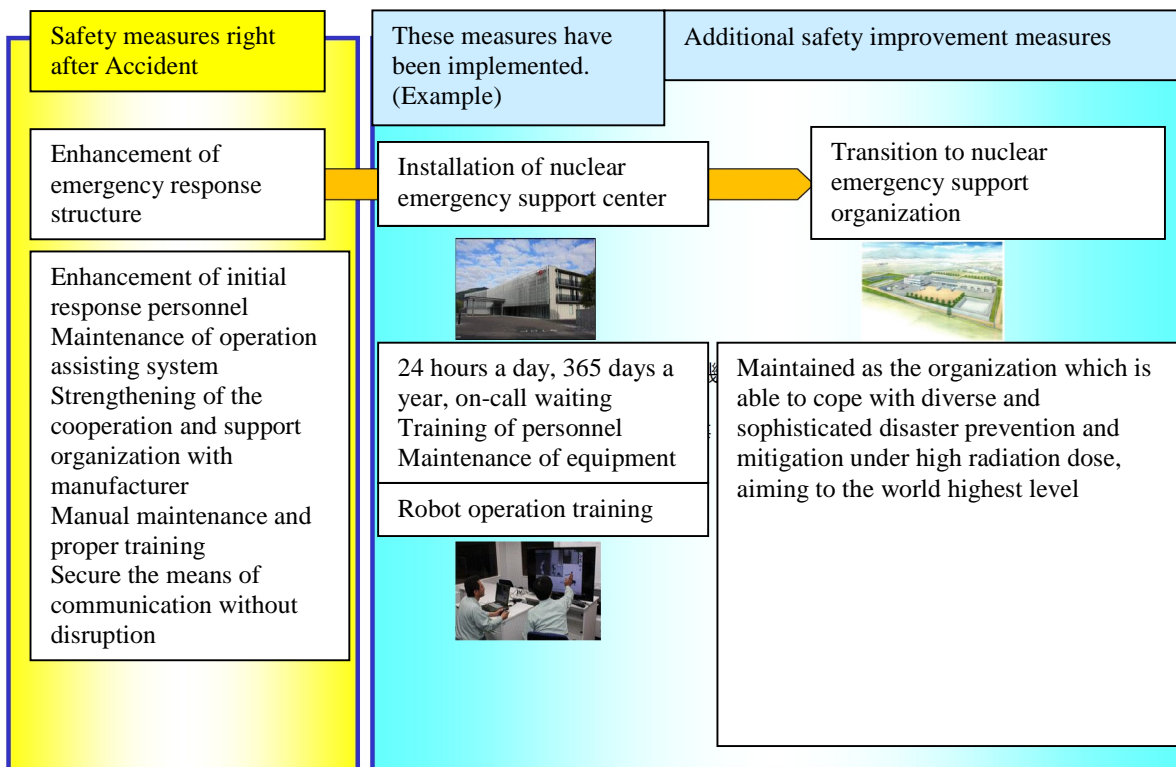 Safety measures right
after Accident
These measures have
been implemented.
(Example)
Additional safety improvement measures
Enhancement of
emergency response
structure
Installation of nuclear
emergency support center
Transition to nuclear
emergency support
organization
Enhancement of initial
response personnel
Maintenance of operation
assisting system
Strengthening of the
cooperation and support
organization with
manufacturer
Manual maintenance and
proper training
Secure the means of
communication without
disruption
24 hours a day, 365 days a
year, on-call waiting
Training of personnel
Maintenance of equipment
Robot operation training
Maintained as the organization which is
able to cope with diverse and
sophisticated disaster prevention and
mitigation under high radiation dose,
aiming to the world highest level